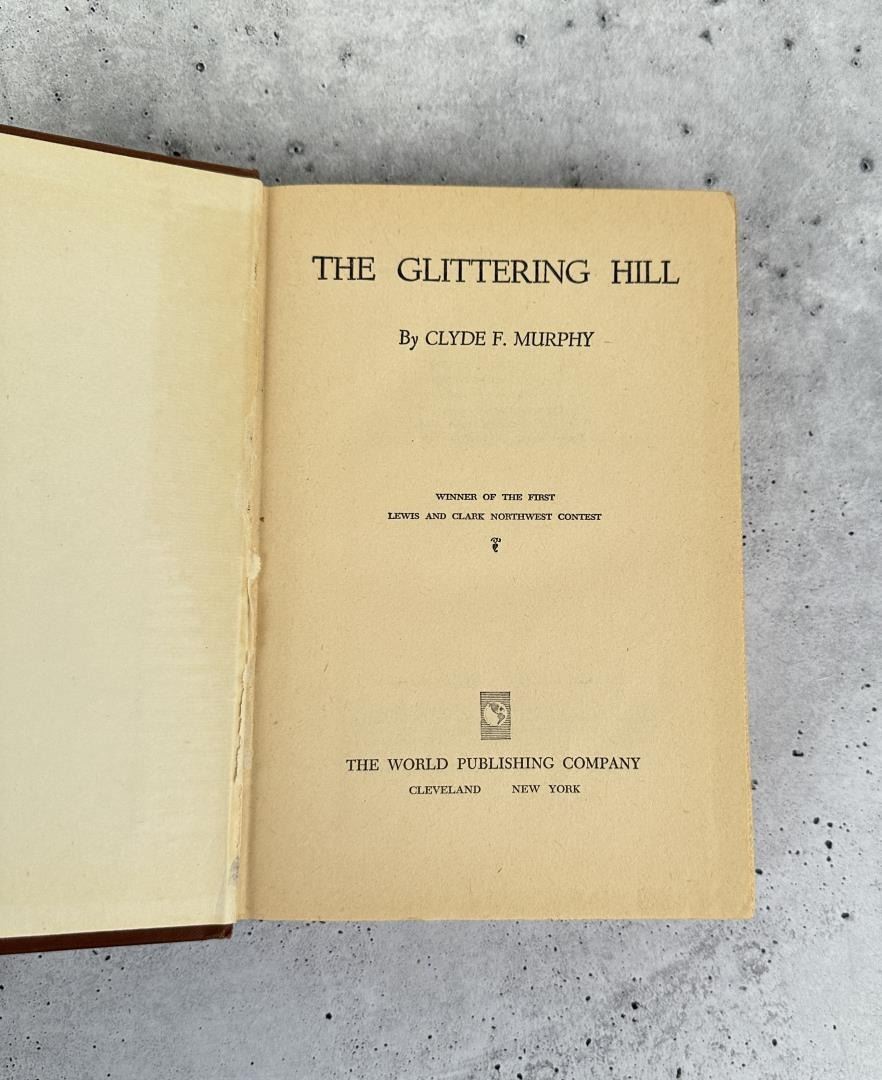 THE GLITTERING HILL
By CLYDE F. MURPHY
WINNER OF THE FIRST
LEWIS AND CLARK NORTHWEST CONTEST
THE WORLD PUBLISHING COMPANY
CLEVELAND NEW YORK